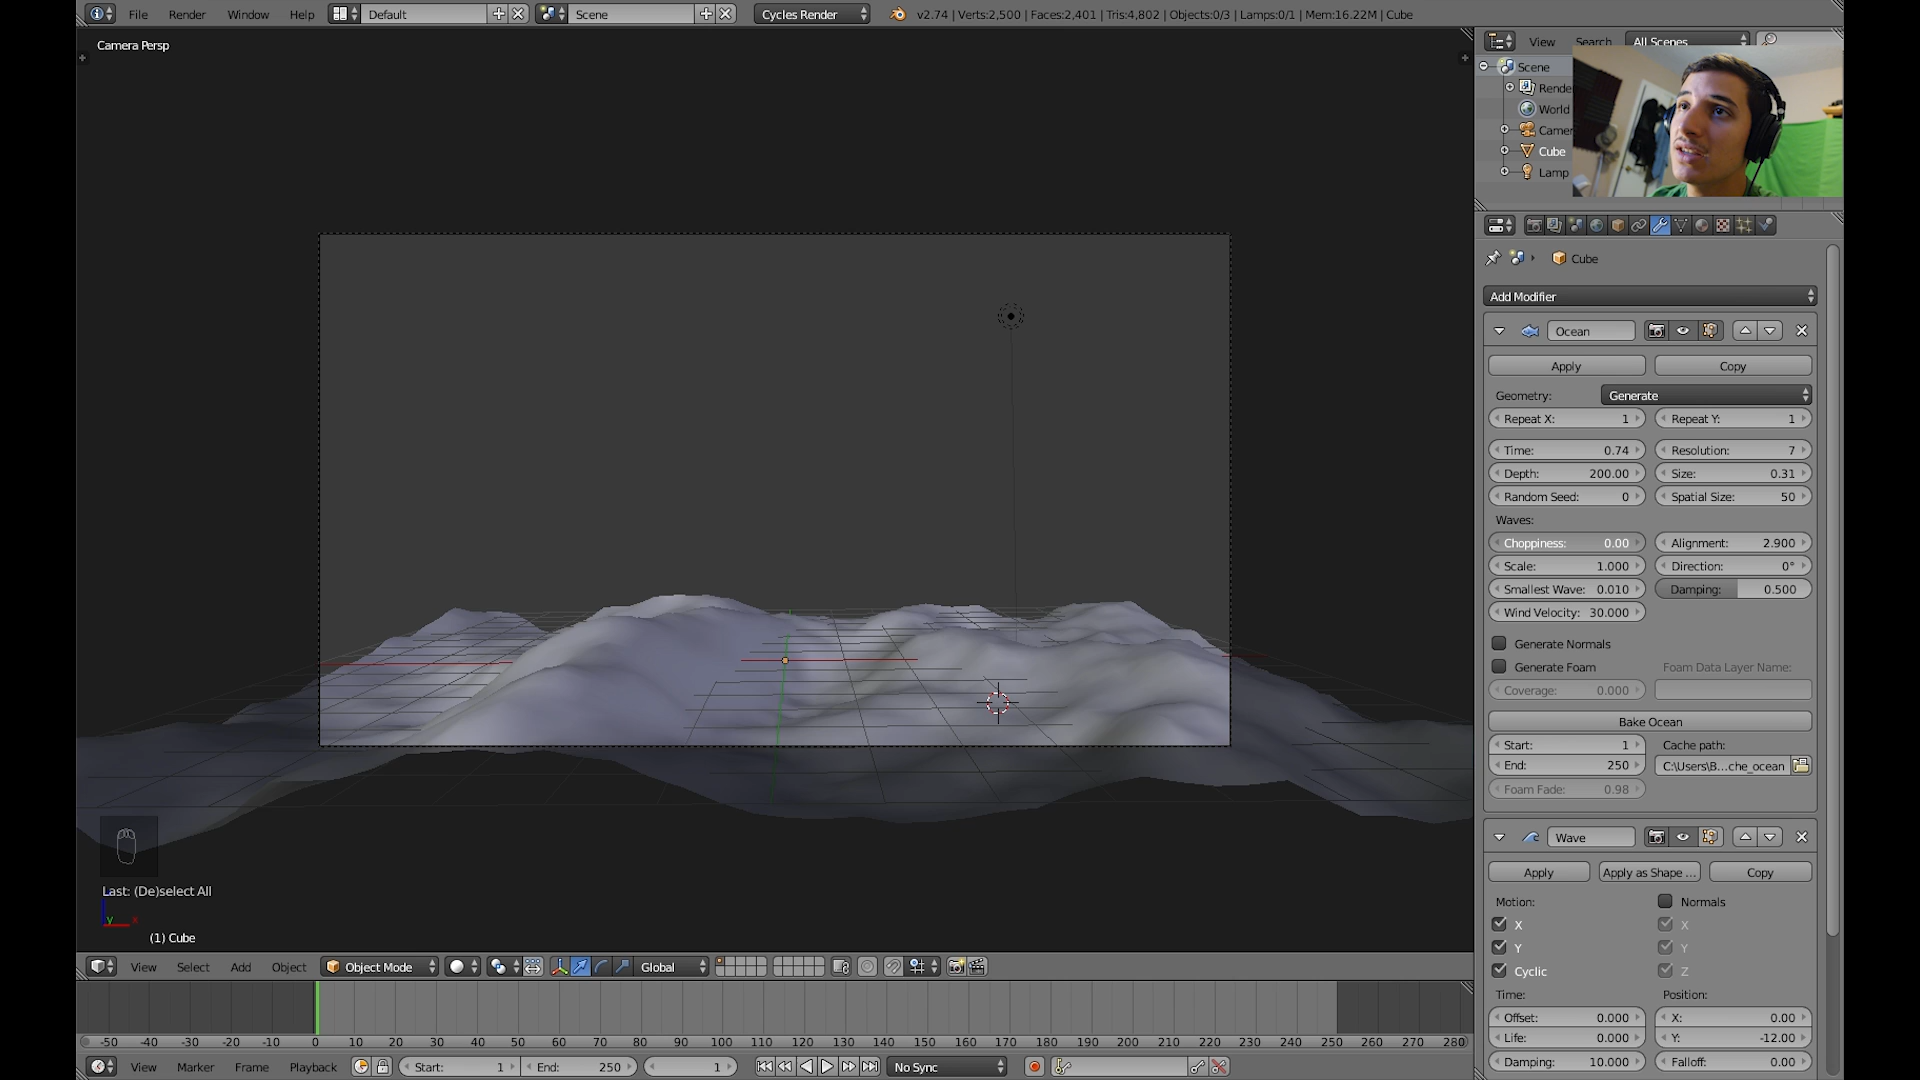 File Render Window Help Default Scene Cycles Render v2.74 | Verts:2,500 | Faces:2,401 | Tris:4,802 | Objects:0/3 | Lamps:0/1 | Mem:16.22M | Cube
Camera Persp
View Search All Scenes
Scene
Rende
World
Camer
Cube
Lamp
Cube
Add Modifier
Ocean
Apply Copy
Geometry: Generate
Repeat X: 1 Repeat Y: 1
Time: 0.74 Resolution: 7
Depth: 200.00 Size: 0.31
Random Seed: 0 Spatial Size: 50
Waves:
Choppiness: 0.00 Alignment: 2.900
Scale: 1.000 Direction: 0°
Smallest Wave: 0.010 Damping: 0.500
Wind Velocity: 30.000
Generate Normals
Generate Foam Foam Data Layer Name:
Coverage: 0.000
Bake Ocean
Start: 1 Cache path:
End: 250 C:\Users\B...che_ocean
Foam Fade: 0.98
Wave
Apply Apply as Shape ... Copy
Motion: Normals
X X
Y Y
Cyclic Z
Time: Position:
Offset: 0.000 X: 0.00
Life: 0.000 Y: -12.00
Damping: 10.000 Falloff: 0.00
Last: (De)select All
y x
(1) Cube
View Select Add Object Object Mode Global
-50 -40 -30 -20 -10 0 10 20 30 40 50 60 70 80 90 100 110 120 130 140 150 160 170 180 190 200 210 220 230 240 250 260 270 280
View Marker Frame Playback Start: 1 End: 250 1 No Sync